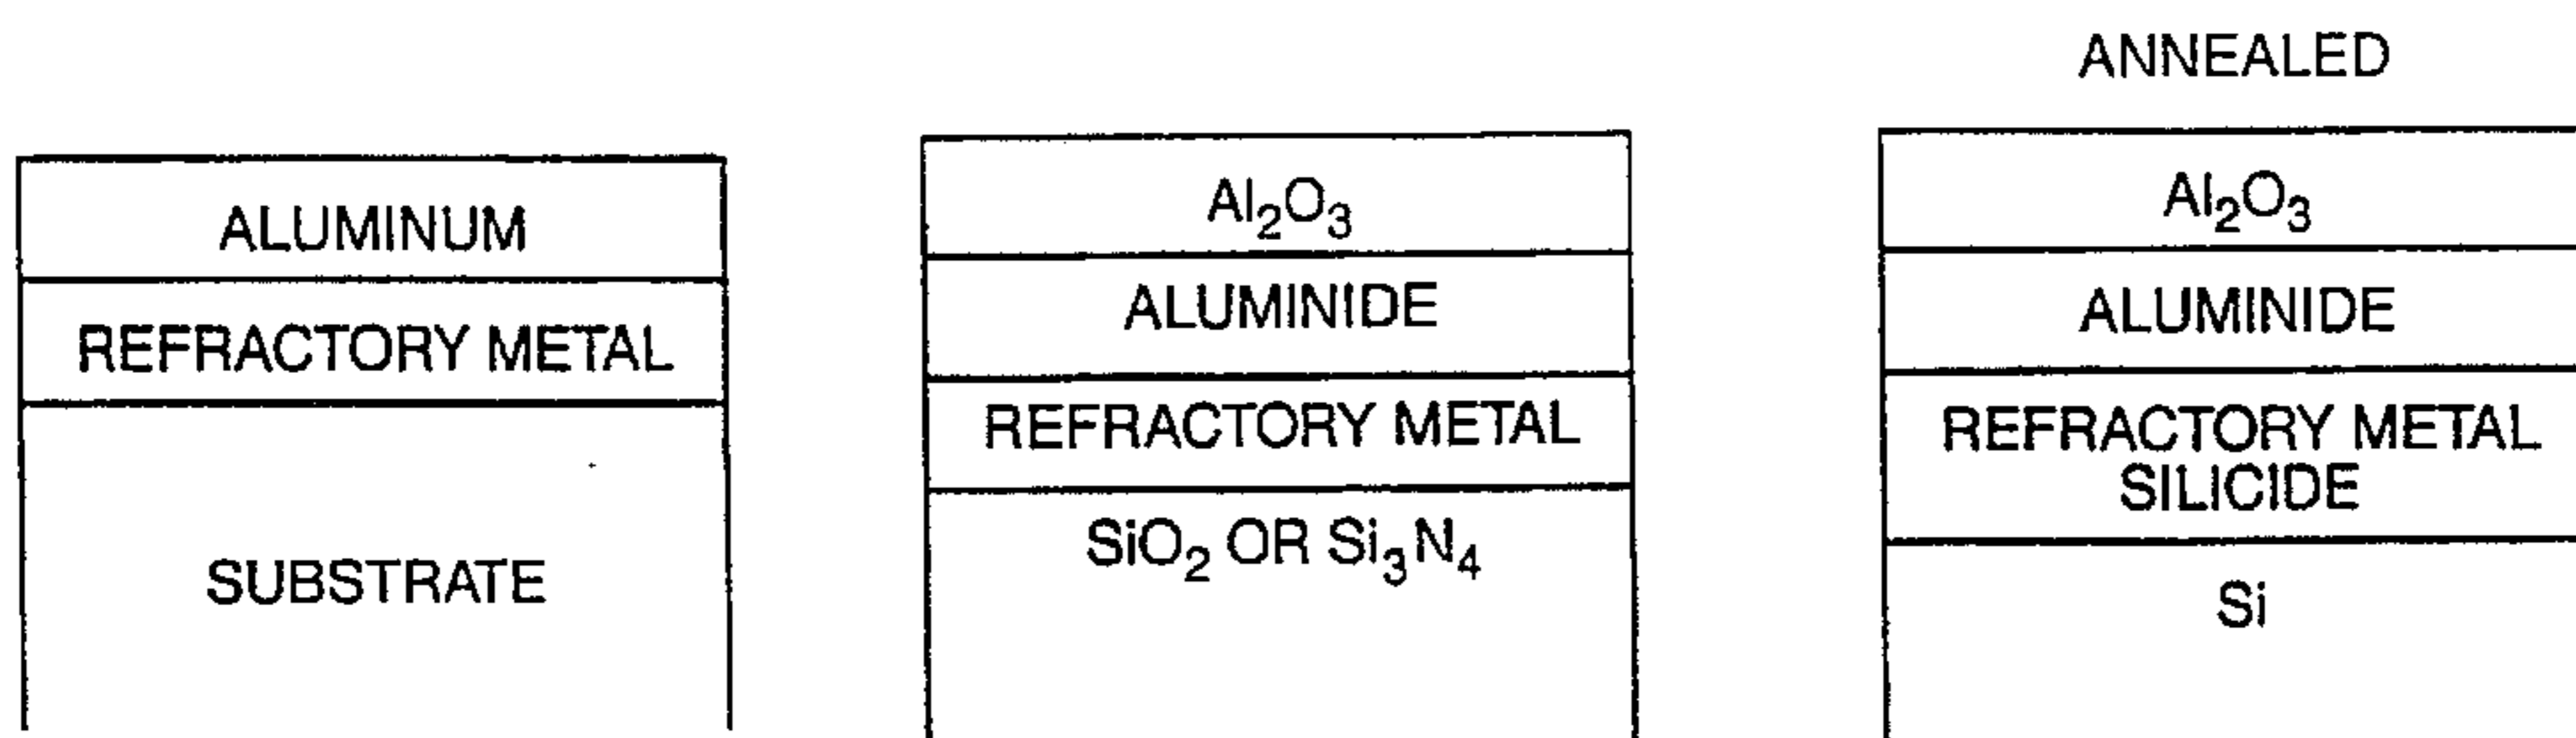 ALUMINUM
REFRACTORY METAL
SUBSTRATE
Al₂O₃
ALUMINIDE
REFRACTORY METAL
SiO₂ OR Si₃N₄
ANNEALED
Al₂O₃
ALUMINIDE
REFRACTORY METAL
SILICIDE
Si